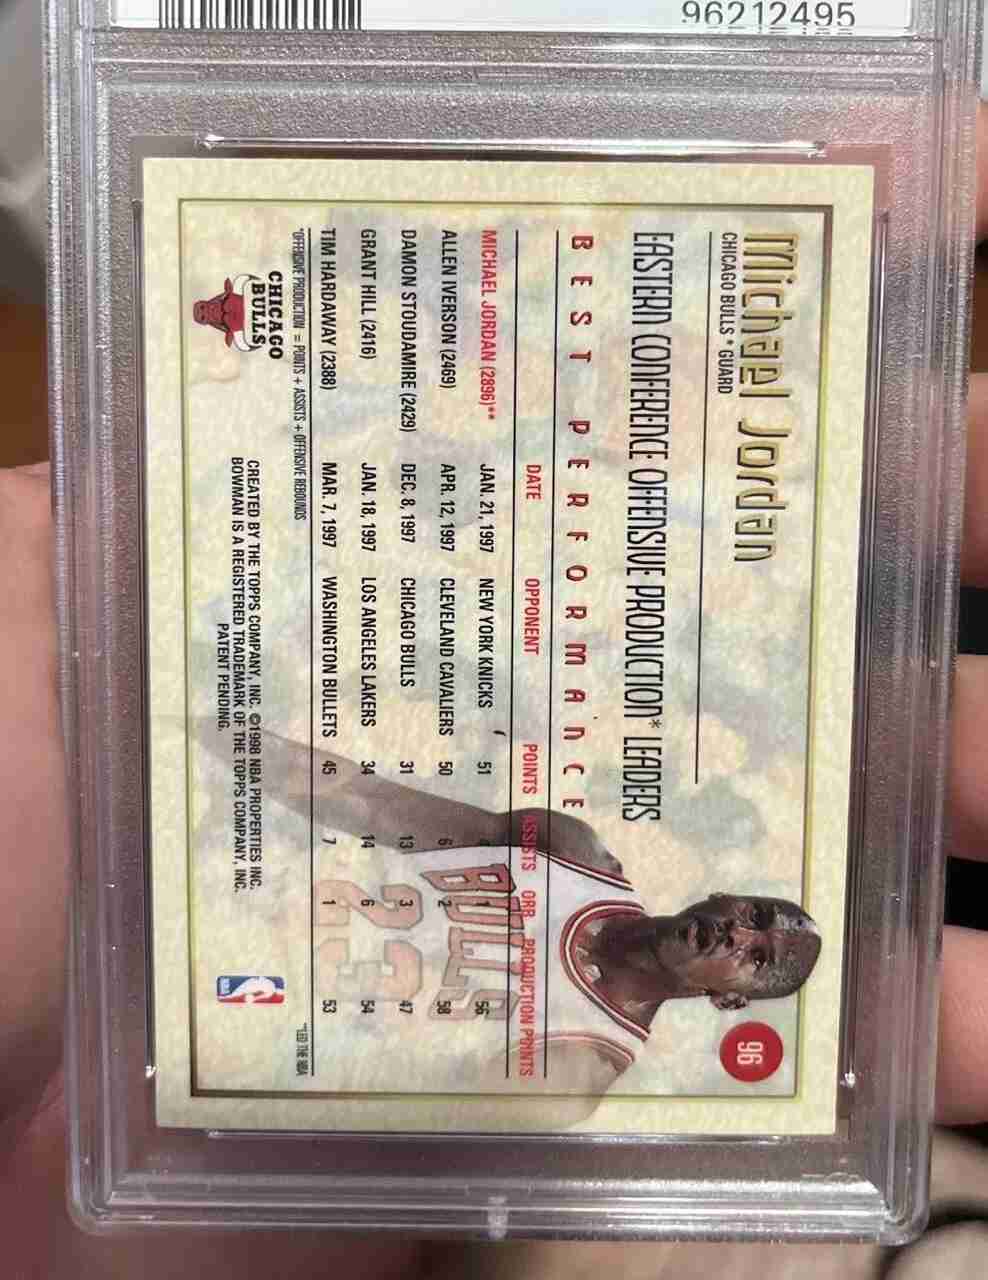 96212495
Michael Jordan
CHICAGO BULLS * GUARD
96
EASTERN CONFERENCE OFFENSIVE PRODUCTION* LEADERS
BEST PERFORMANCE
DATE OPPONENT POINTS ASSISTS ORB PRODUCTION POINTS
MICHAEL JORDAN (2896)** JAN. 21, 1997 NEW YORK KNICKS 51 4 1 56
ALLEN IVERSON (2469) APR. 12, 1997 CLEVELAND CAVALIERS 50 6 2 58
DAMON STOUDAMIRE (2429) DEC. 8, 1997 CHICAGO BULLS 31 13 3 47
GRANT HILL (2416) JAN. 18, 1997 LOS ANGELES LAKERS 34 14 6 54
TIM HARDAWAY (2388) MAR. 7, 1997 WASHINGTON BULLETS 45 7 1 53
*OFFENSIVE PRODUCTION = POINTS + ASSISTS + OFFENSIVE REBOUNDS
**LED THE NBA
BULLS
23
CHICAGO
BULLS
CREATED BY THE TOPPS COMPANY, INC. ©1998 NBA PROPERTIES INC.
BOWMAN IS A REGISTERED TRADEMARK OF THE TOPPS COMPANY, INC.
PATENT PENDING.
NBA